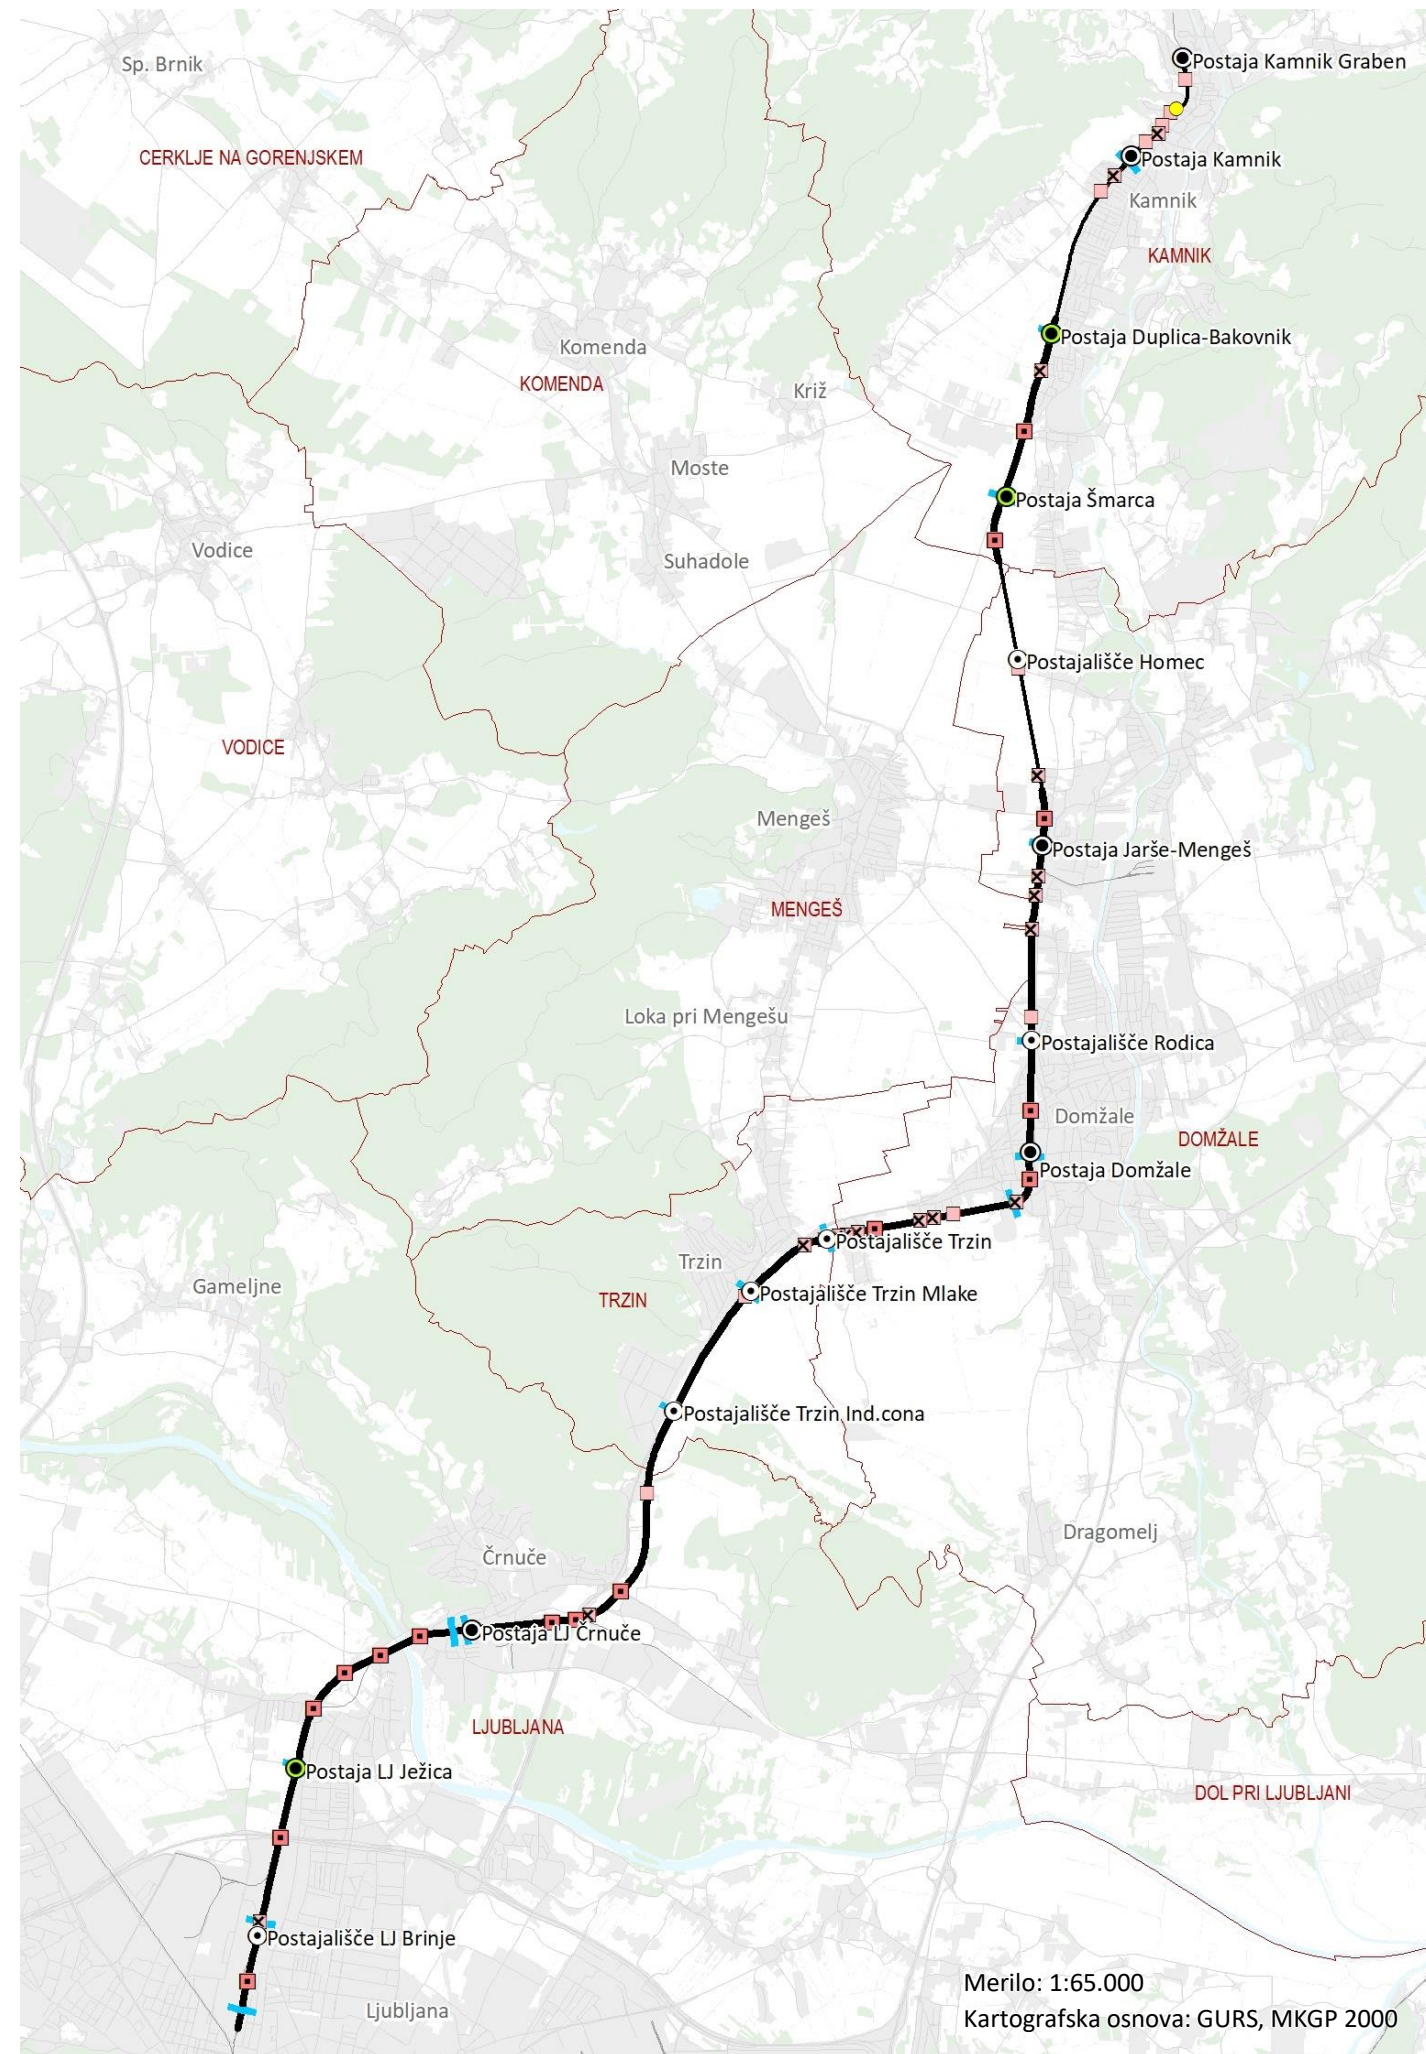 Postaja Kamnik Graben
Sp. Brnik
CERKLJE NA GORENJSKEM
Postaja Kamnik
Kamnik
KAMNIK
Postaja Duplica-Bakovnik
Komenda
KOMENDA
Križ
Moste
Postaja Šmarca
Vodice
Suhadole
Postajališče Homec
VODICE
Mengeš
Postaja Jarše-Mengeš
MENGEŠ
Loka pri Mengešu
Postajališče Rodica
Domžale
DOMŽALE
Postaja Domžale
Postajališče Trzin
Trzin
Gameljne
Postajališče Trzin Mlake
TRZIN
Postajališče Trzin Ind.cona
Dragomelj
Črnuče
Postaja LJ Črnuče
LJUBLJANA
Postaja LJ Ježica
DOL PRI LJUBLJANI
Postajališče LJ Brinje
Merilo: 1:65.000
Ljubljana
Kartografska osnova: GURS, MKGP 2000